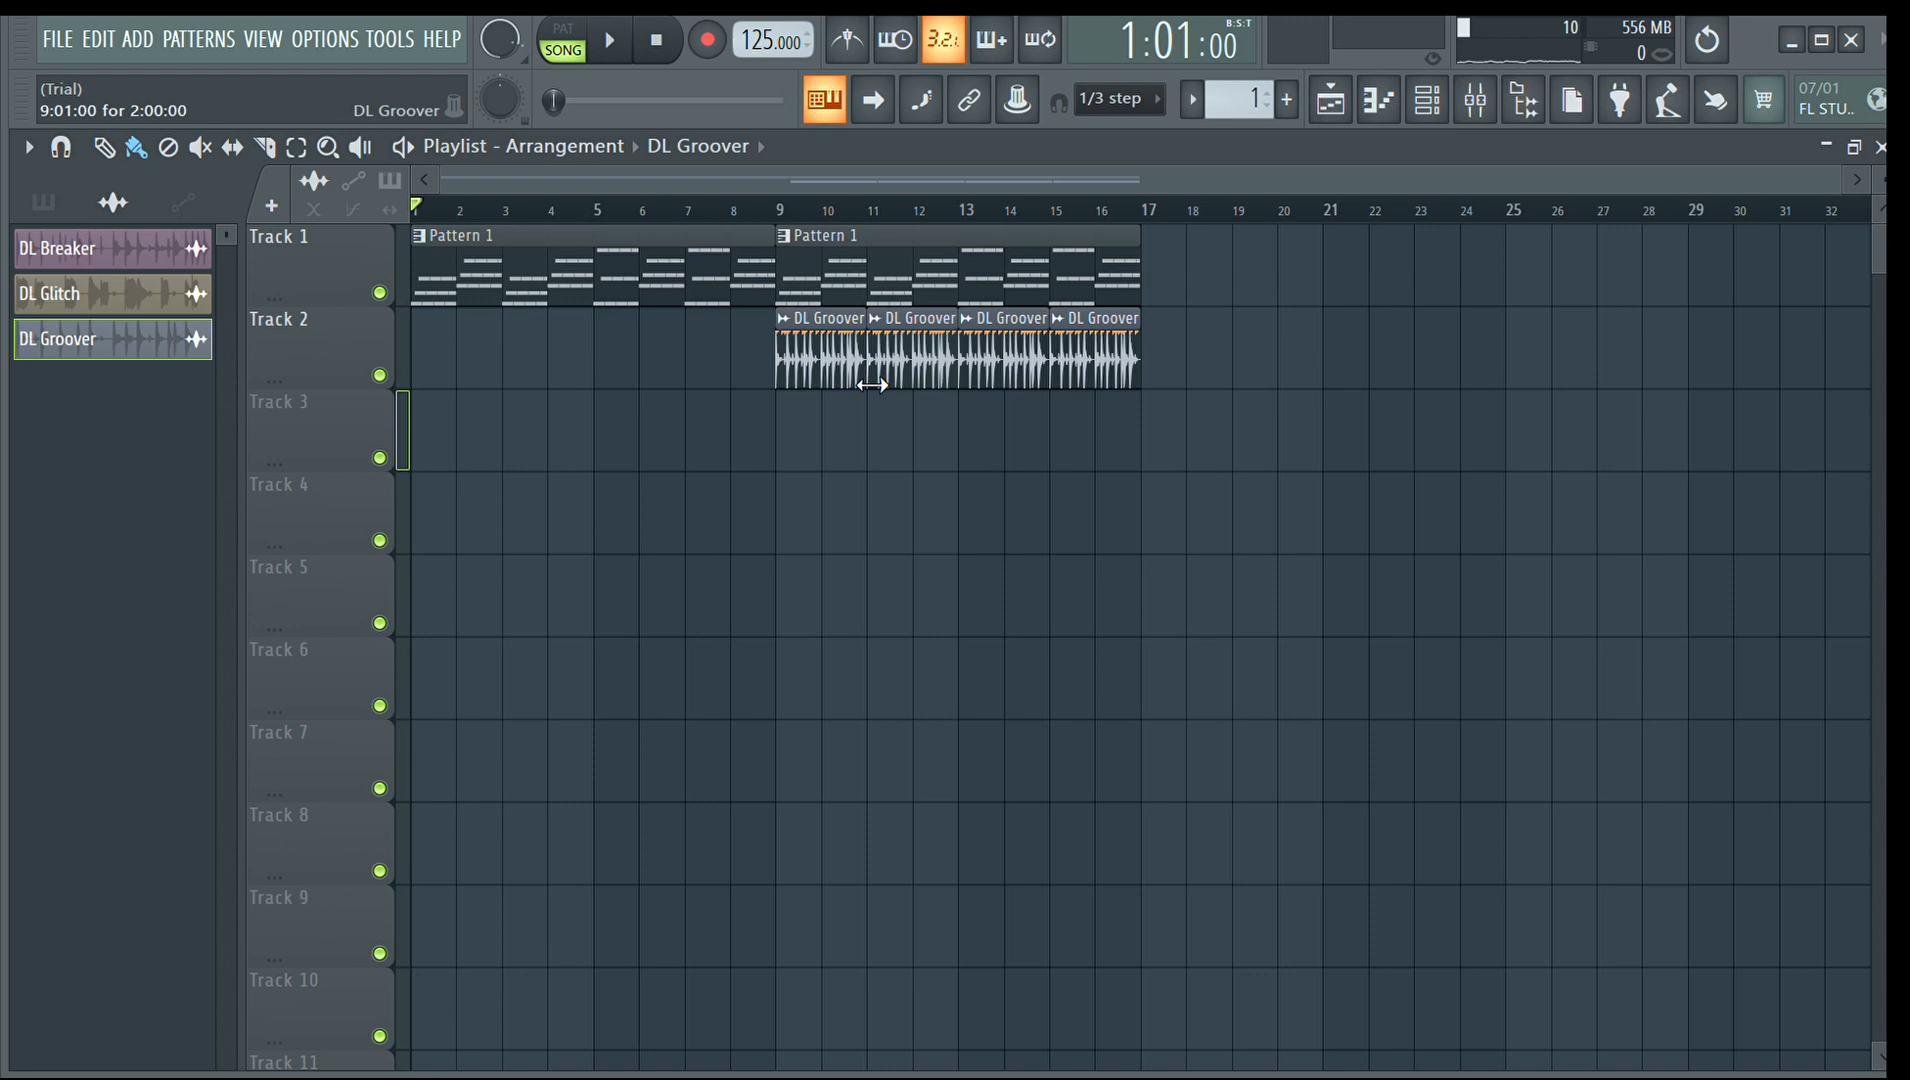 FILE EDIT ADD PATTERNS VIEW OPTIONS TOOLS HELP
PAT
SONG
125.000
3.2.
1:01:00
B:S:T
10
556 MB
0
(Trial)
9:01:00 for 2:00:00
DL Groover
1/3 step
1
07/01
FL STU..
Playlist - Arrangement › DL Groover ›
1 2 3 4 5 6 7 8 9 10 11 12 13 14 15 16 17 18 19 20 21 22 23 24 25 26 27 28 29 30 31 32
DL Breaker
DL Glitch
DL Groover
Track 1
Pattern 1
Pattern 1
Track 2
DL Groover
DL Groover
DL Groover
DL Groover
Track 3
Track 4
Track 5
Track 6
Track 7
Track 8
Track 9
Track 10
Track 11